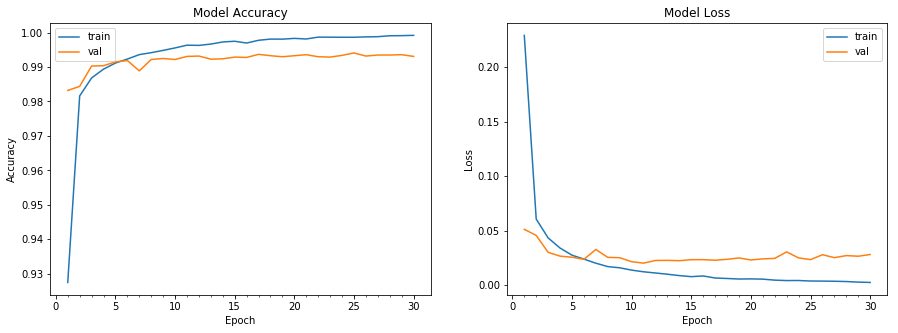 Model Accuracy
train
val
1.00
0.99
0.98
0.97
0.96
0.95
0.94
0.93
Accuracy
0
5
10
15
20
25
30
Epoch
Model Loss
train
val
0.20
0.15
0.10
0.05
0.00
Loss
0
5
10
15
20
25
30
Epoch